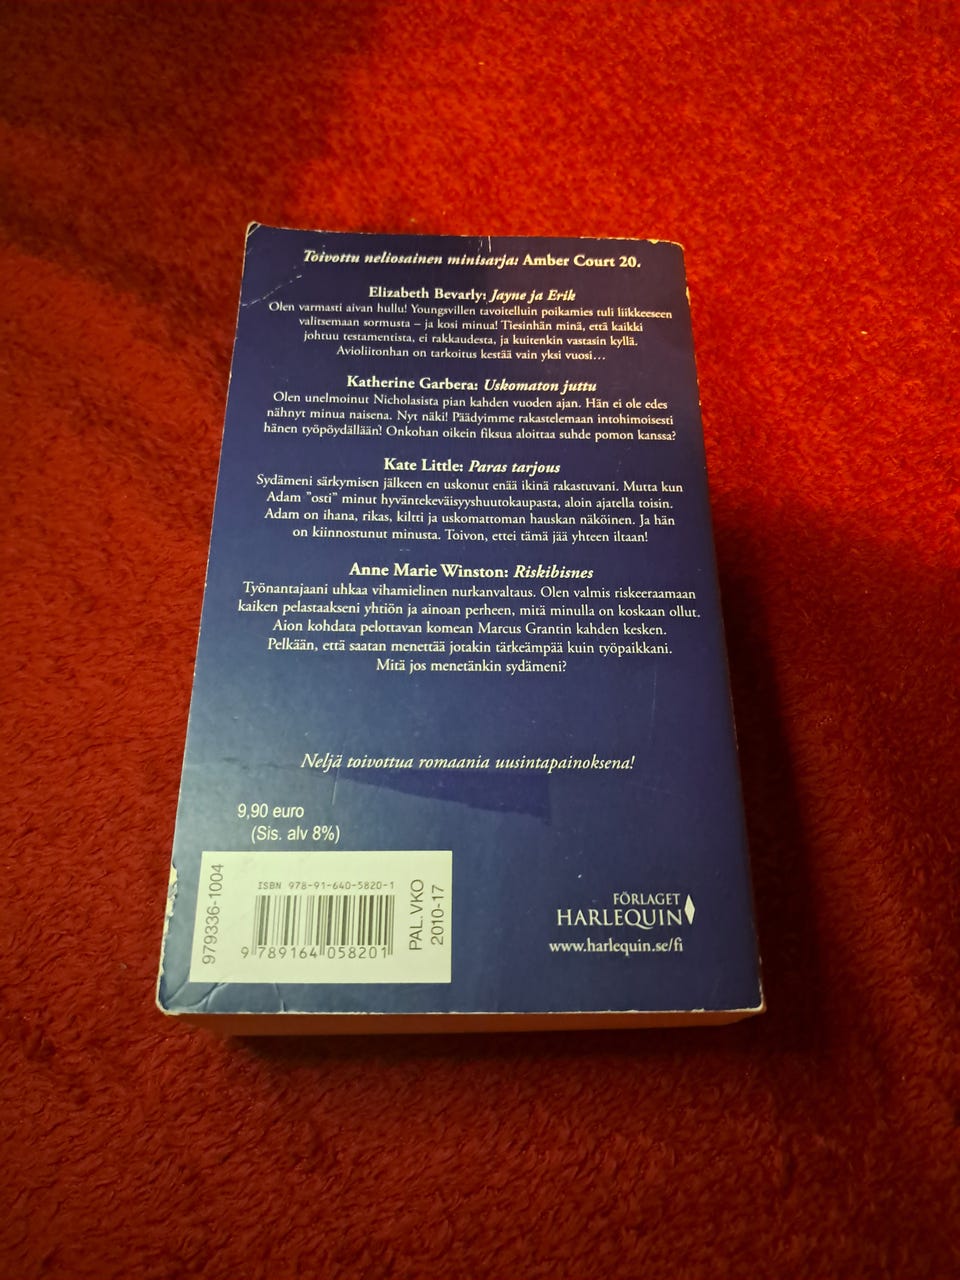 Toivottu neliosainen minisarja: Amber Court 20.
Elizabeth Bevarly: Jayne ja Erik
Olen varmasti aivan hullu! Youngsvillen tavoitelluin poikamies tuli liikkeeseen
valitsemaan sormusta – ja kosi minua! Tiesinhän minä, että kaikki
johtuu testamentista, ei rakkaudesta, ja kuitenkin vastasin kyllä.
Avioliitonhan on tarkoitus kestää vain yksi vuosi...
Katherine Garbera: Uskomaton juttu
Olen unelmoinut Nicholasista pian kahden vuoden ajan. Hän ei ole edes
nähnyt minua naisena. Nyt näki! Päädyimme rakastelemaan intohimoisesti
hänen työpöydällään! Onkohan oikein fiksua aloittaa suhde pomon kanssa?
Kate Little: Paras tarjous
Sydämeni särkymisen jälkeen en uskonut enää ikinä rakastuvani. Mutta kun
Adam ”osti” minut hyväntekeväisyyshuutokaupasta, aloin ajatella toisin.
Adam on ihana, rikas, kiltti ja uskomattoman hauskan näköinen. Ja hän
on kiinnostunut minusta. Toivon, ettei tämä jää yhteen iltaan!
Anne Marie Winston: Riskibisnes
Työnantajaani uhkaa vihamielinen nurkanvaltaus. Olen valmis riskeeraamaan
kaiken pelastaakseni yhtiön ja ainoan perheen, mitä minulla on koskaan ollut.
Aion kohdata pelottavan komean Marcus Grantin kahden kesken.
Pelkään, että saatan menettää jotakin tärkeämpää kuin työpaikkani.
Mitä jos menetänkin sydämeni?
Neljä toivottua romaania uusintapainoksena!
9,90 euro
(Sis. alv 8%)
979336-1004
ISBN 978-91-640-5820-1
9 789164 058201
PAL.VKO
2010-17
FÖRLAGET
HARLEQUIN
www.harlequin.se/fi